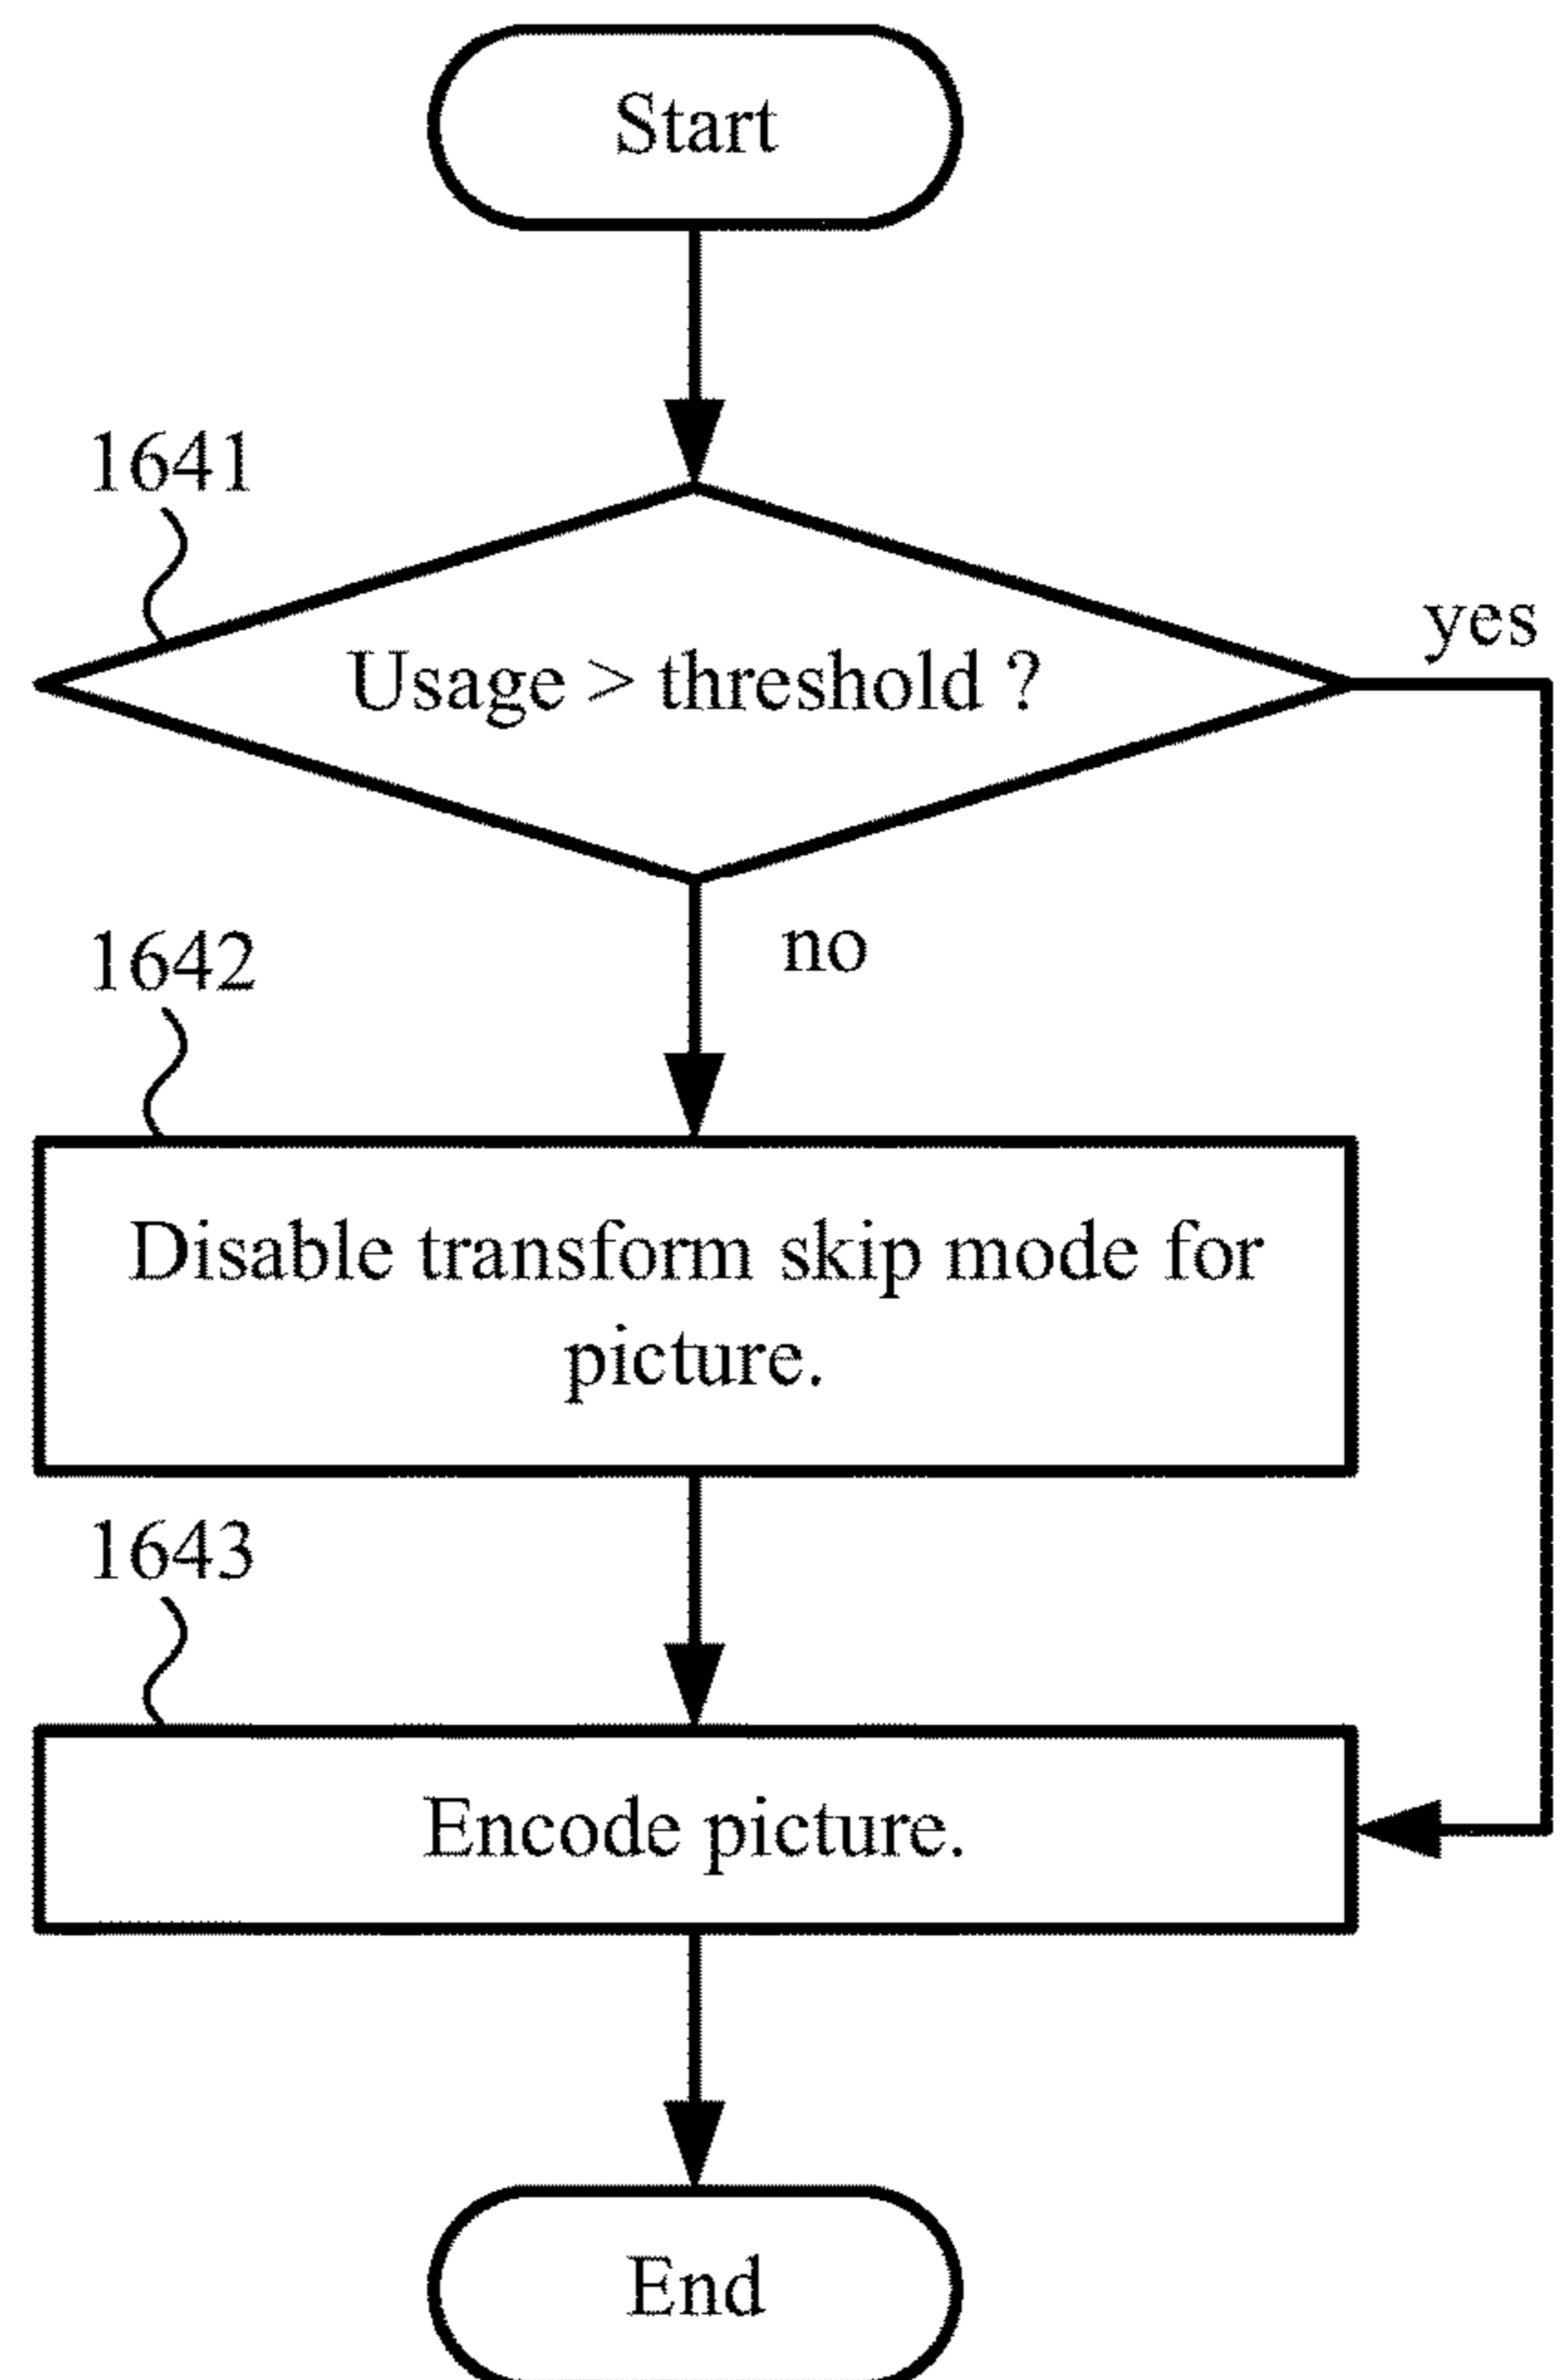 Start
1641
yes
Usage > threshold ?
no
1642
Disable transform skip mode for
picture.
1643
Encode picture.
End